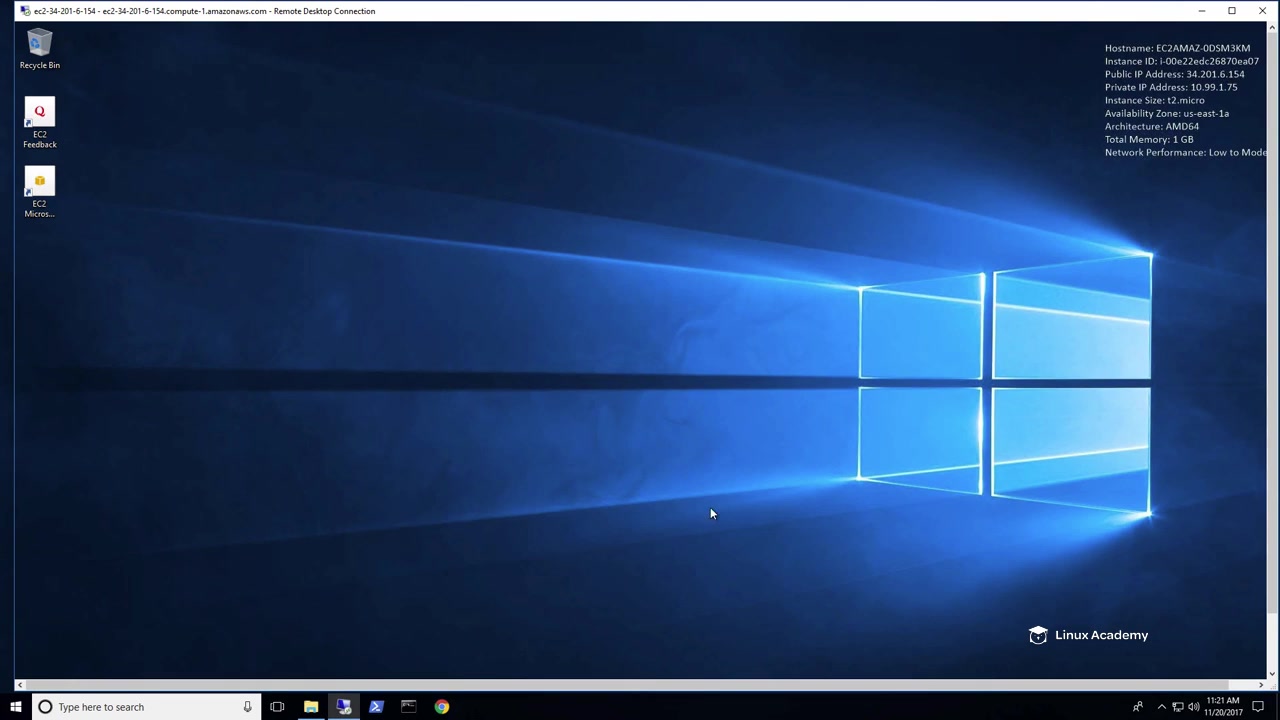 ec2-34-201-6-154 - ec2-34-201-6-154.compute-1.amazonaws.com - Remote Desktop Connection
Recycle Bin
EC2
Feedback
EC2
Micros...
Hostname: EC2AMAZ-0DSM3KM
Instance ID: i-00e22edc26870ea07
Public IP Address: 34.201.6.154
Private IP Address: 10.99.1.75
Instance Size: t2.micro
Availability Zone: us-east-1a
Architecture: AMD64
Total Memory: 1 GB
Network Performance: Low to Mode
Linux Academy
Type here to search
11:21 AM
11/20/2017